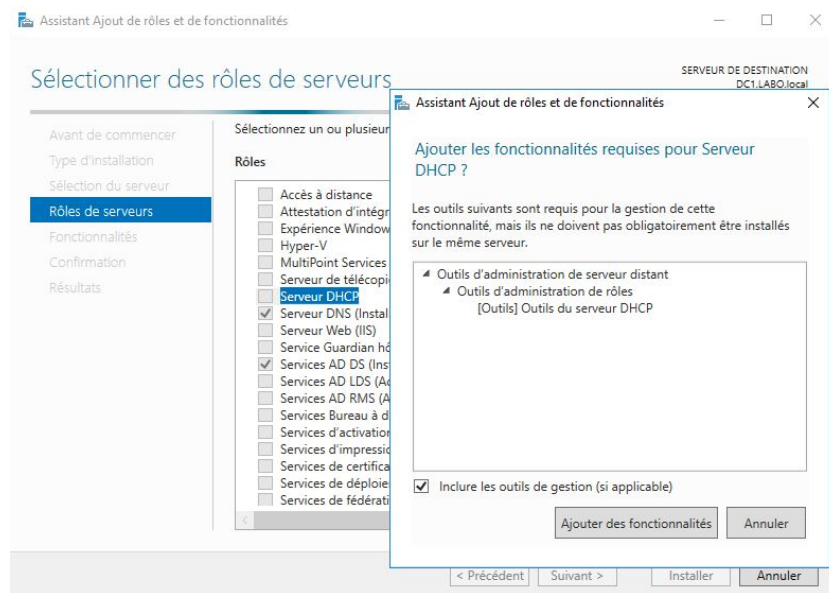 Assistant Ajout de rôles et de fonctionnalités
Sélectionner des rôles de serveurs
SERVEUR DE DESTINATION
DC1.LABO.local
Avant de commencer
Type d'installation
Sélection du serveur
Rôles de serveurs
Fonctionnalités
Confirmation
Résultats
Sélectionnez un ou plusieur
Rôles
Accès à distance
Attestation d'intégr
Expérience Window
Hyper-V
MultiPoint Services
Serveur de télécopi
Serveur DHCP
Serveur DNS (Instal
Serveur Web (IIS)
Service Guardian hô
Services AD DS (Ins
Services AD LDS (Ac
Services AD RMS (A
Services Bureau à d
Services d'activation
Services d'impressio
Services de certifica
Services de déploie
Services de fédérati
Assistant Ajout de rôles et de fonctionnalités
Ajouter les fonctionnalités requises pour Serveur
DHCP ?
Les outils suivants sont requis pour la gestion de cette
fonctionnalité, mais ils ne doivent pas obligatoirement être installés
sur le même serveur.
Outils d'administration de serveur distant
Outils d'administration de rôles
[Outils] Outils du serveur DHCP
Inclure les outils de gestion (si applicable)
Ajouter des fonctionnalités
Annuler
< Précédent
Suivant >
Installer
Annuler